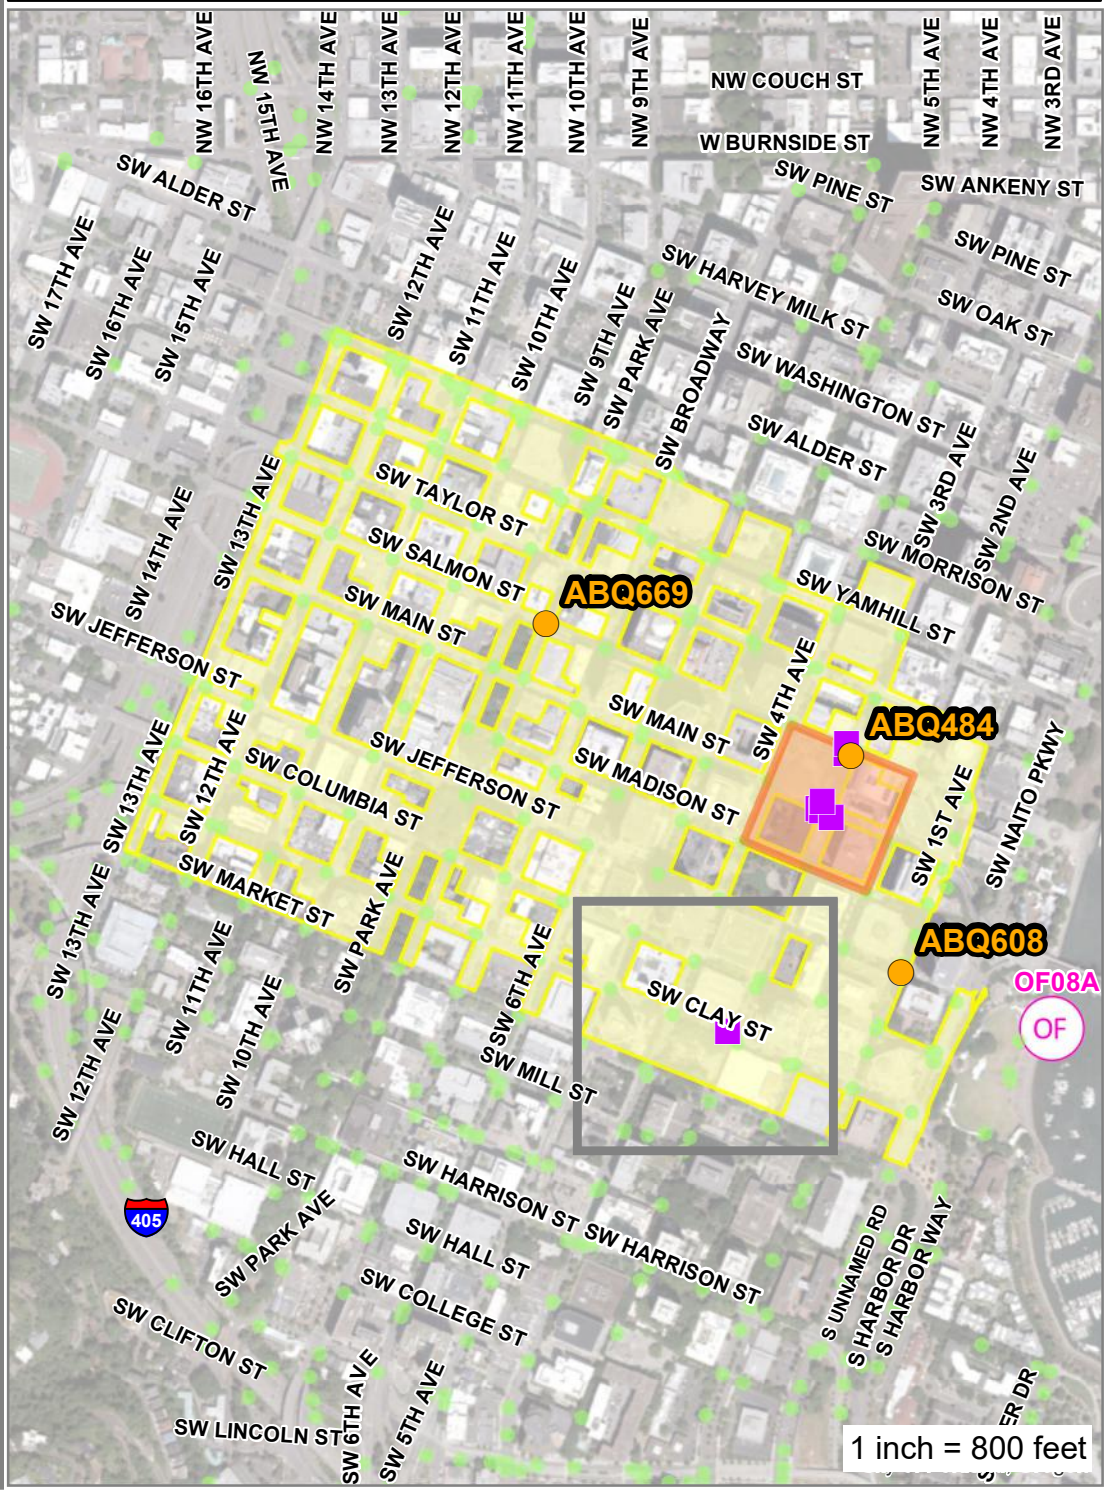 NW 16TH AVE
NW 15TH AVE
NW 14TH AVE
NW 13TH AVE
NW 12TH AVE
NW 11TH AVE
NW 10TH AVE
NW 9TH AVE
NW COUCH ST
NW 5TH AVE
NW 4TH AVE
NW 3RD AVE
W BURNSIDE ST
SW ALDER ST
SW PINE ST
SW ANKENY ST
SW 17TH AVE
SW 16TH AVE
SW 15TH AVE
SW 12TH AVE
SW 11TH AVE
SW 10TH AVE
SW 9TH AVE
SW PARK AVE
SW BROADWAY
SW HARVEY MILK ST
SW PINE ST
SW OAK ST
SW WASHINGTON ST
SW ALDER ST
SW 3RD AVE
SW 2ND AVE
SW 14TH AVE
SW 13TH AVE
SW TAYLOR ST
SW SALMON ST
SW MAIN ST
SW MORRISON ST
SW YAMHILL ST
ABQ669
SW JEFFERSON ST
SW 4TH AVE
SW MAIN ST
ABQ484
SW 13TH AVE
SW 12TH AVE
SW COLUMBIA ST
SW JEFFERSON ST
SW MADISON ST
SW 1ST AVE
SW NAITO PKWY
SW MARKET ST
SW PARK AVE
SW 13TH AVE
SW 11TH AVE
SW 6TH AVE
ABQ608
OF08A
OF
SW CLAY ST
SW 12TH AVE
SW 10TH AVE
SW MILL ST
SW HALL ST
SW HARRISON ST
SW HARRISON ST
405
SW PARK AVE
SW HALL ST
S UNNAMED RD
S HARBOR DR
S HARBOR WAY
SW CLIFTON ST
SW COLLEGE ST
SW 6TH AVE
SW 5TH AVE
SW LINCOLN ST
ER DR
1 inch = 800 feet